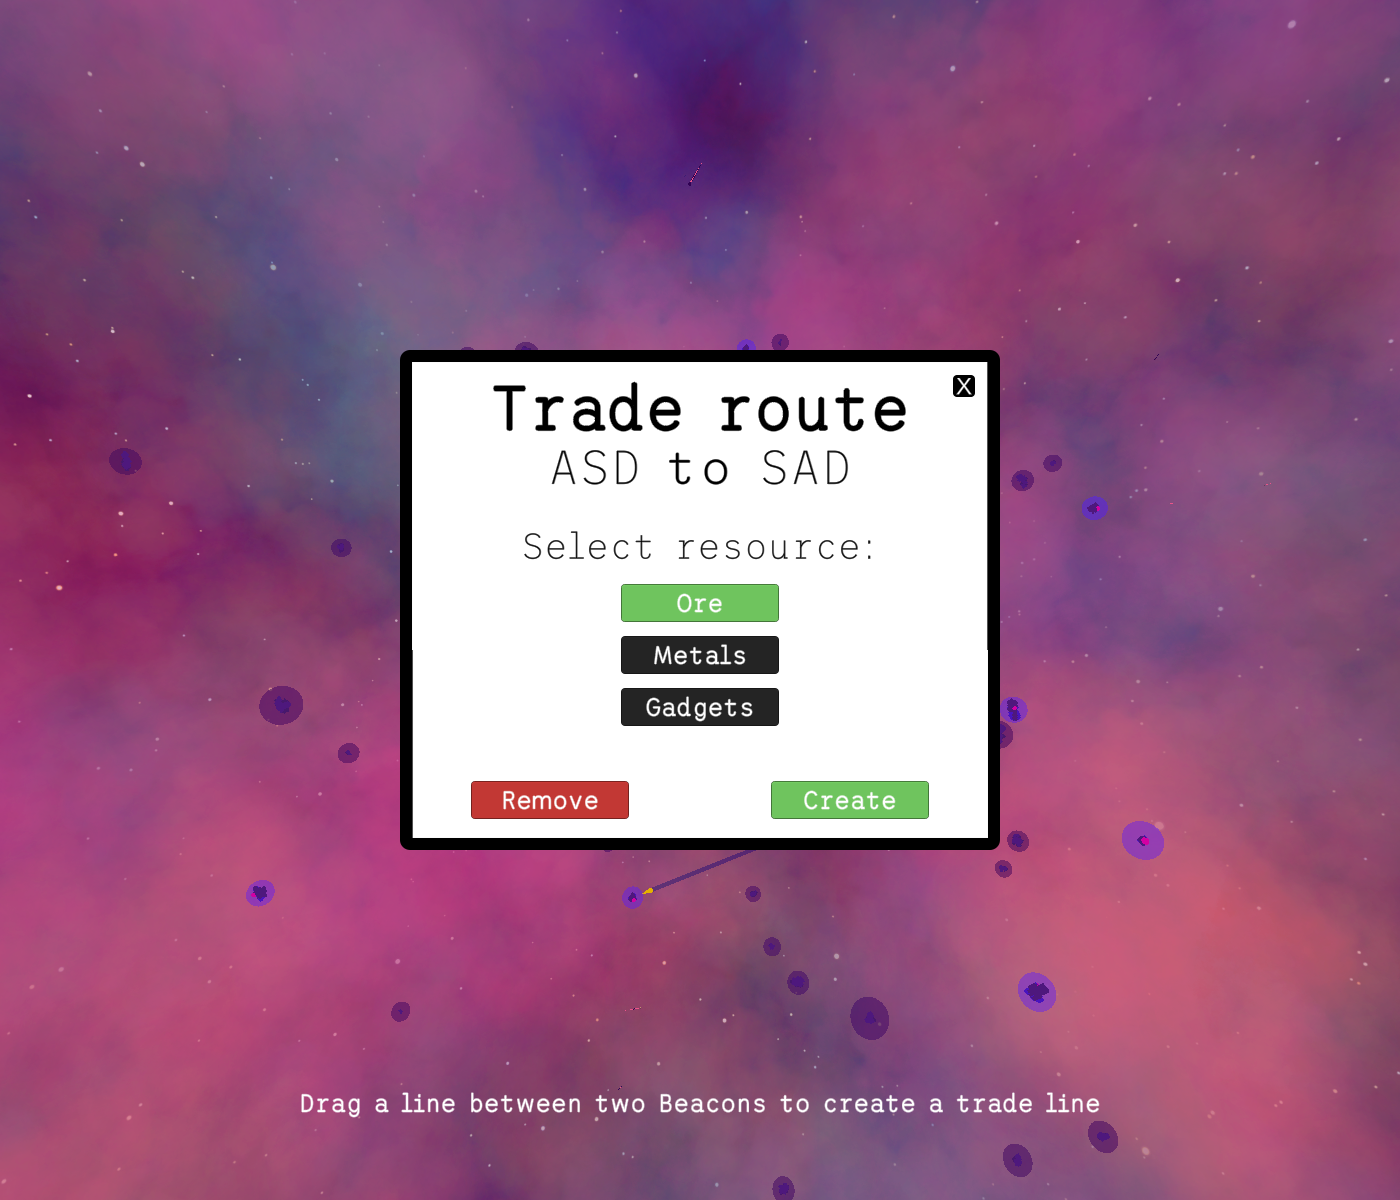 X
Trade route
ASD to SAD
Select resource:
Ore
Metals
Gadgets
Remove Create
Drag a line between two Beacons to create a trade line